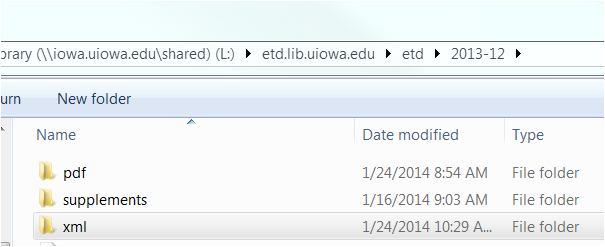 brary (\\iowa.uiowa.edu\shared) (L:) etd.lib.uiowa.edu etd 2013-12
urn New folder
Name Date modified Type
pdf 1/24/2014 8:54 AM File folder
supplements 1/16/2014 9:03 AM File folder
xml 1/24/2014 10:29 A... File folder